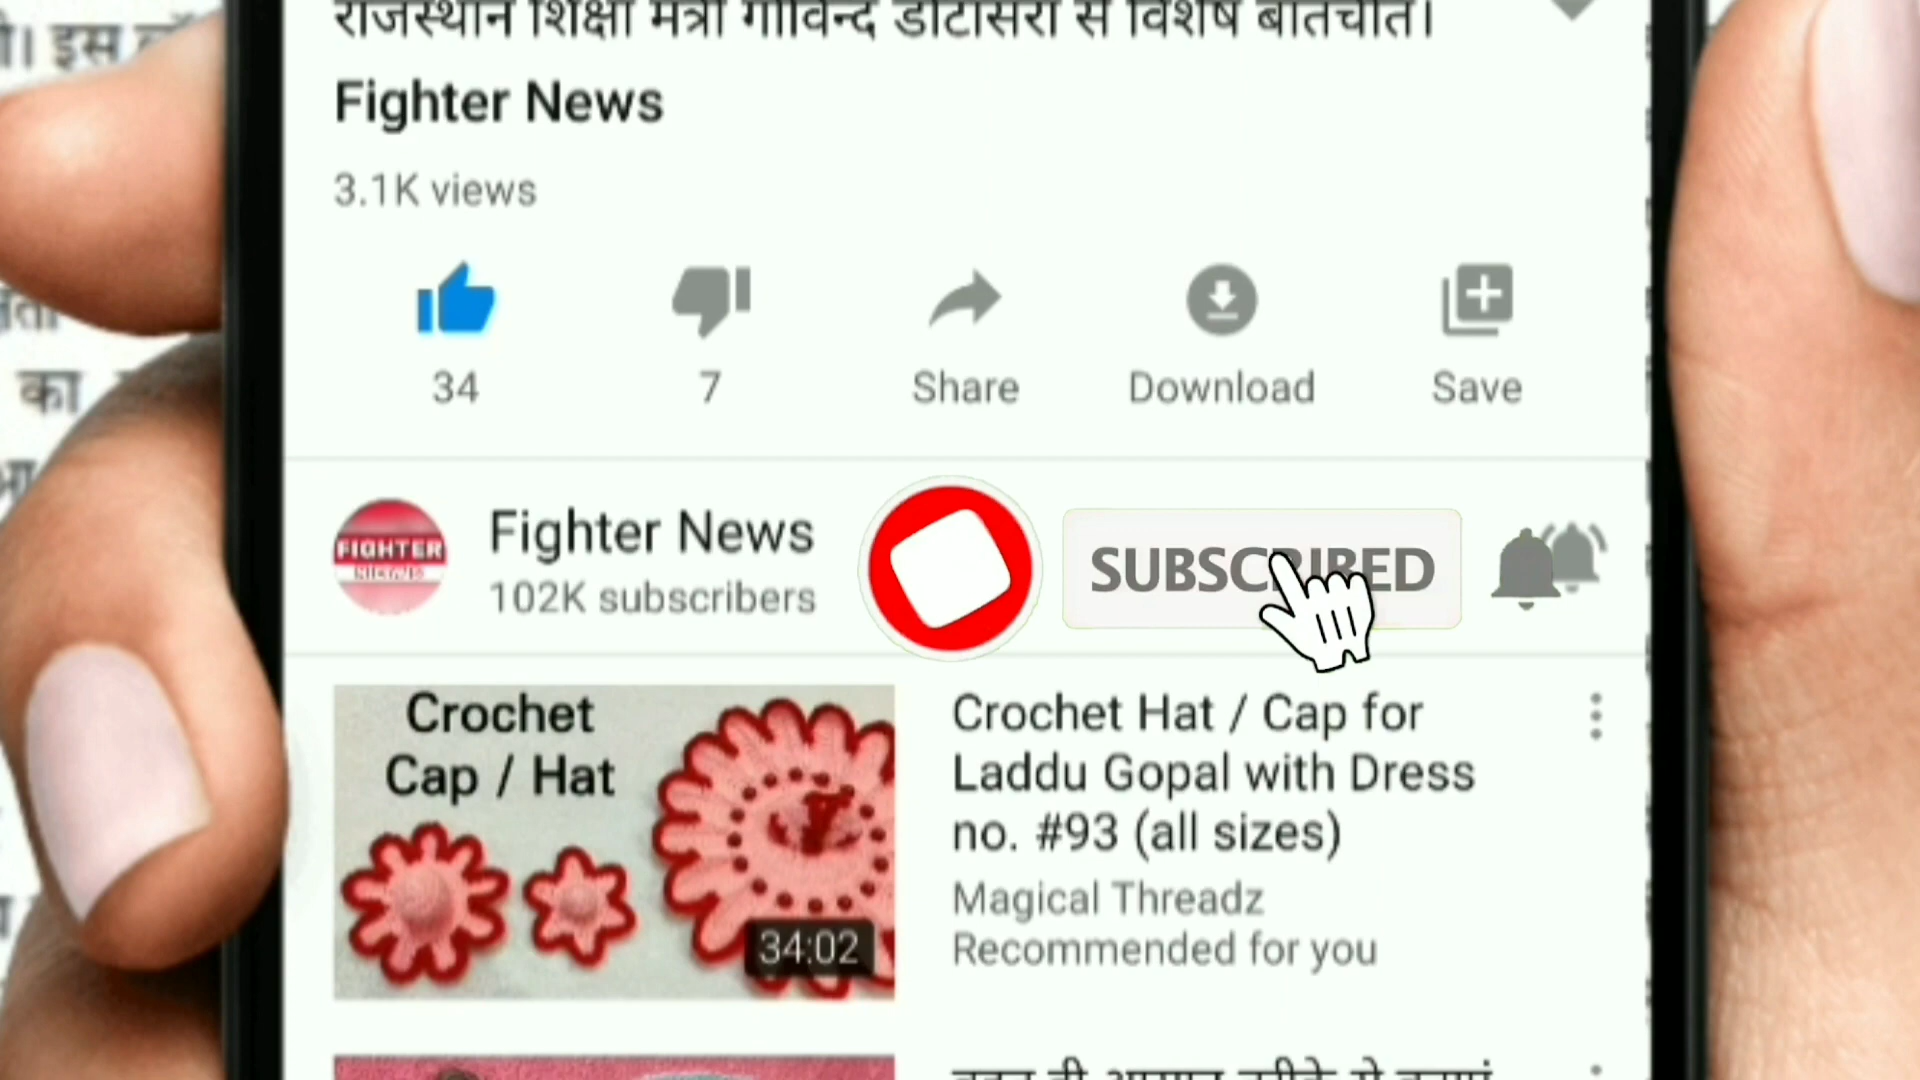 राजस्थान शिक्षा मंत्री गोविन्द डोटासरा से विशेष बातचीत।
Fighter News
3.1K views
34
7
Share
Download
Save
FIGHTER
Fighter News
102K subscribers
SUBSCRIBED
Crochet
Cap / Hat
34:02
Crochet Hat / Cap for
Laddu Gopal with Dress
no. #93 (all sizes)
Magical Threadz
Recommended for you
इस
का